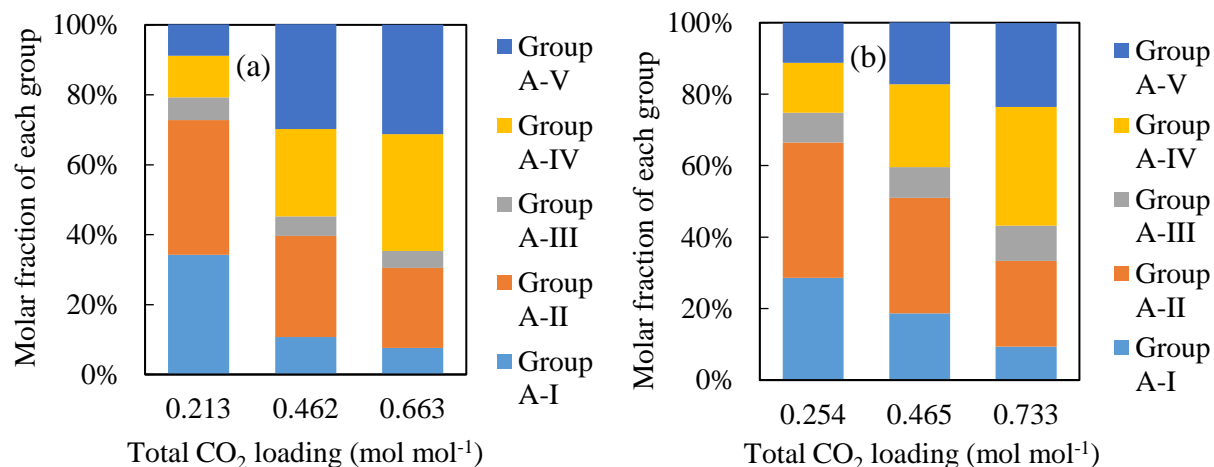 Molar fraction of each group
100%
80%
60%
40%
20%
0%
(a)
0.213 0.462 0.663
Total CO₂ loading (mol mol⁻¹)
Group
A-V
Group
A-IV
Group
A-III
Group
A-II
Group
A-I
Molar fraction of each group
100%
80%
60%
40%
20%
0%
(b)
0.254 0.465 0.733
Total CO₂ loading (mol mol⁻¹)
Group
A-V
Group
A-IV
Group
A-III
Group
A-II
Group
A-I